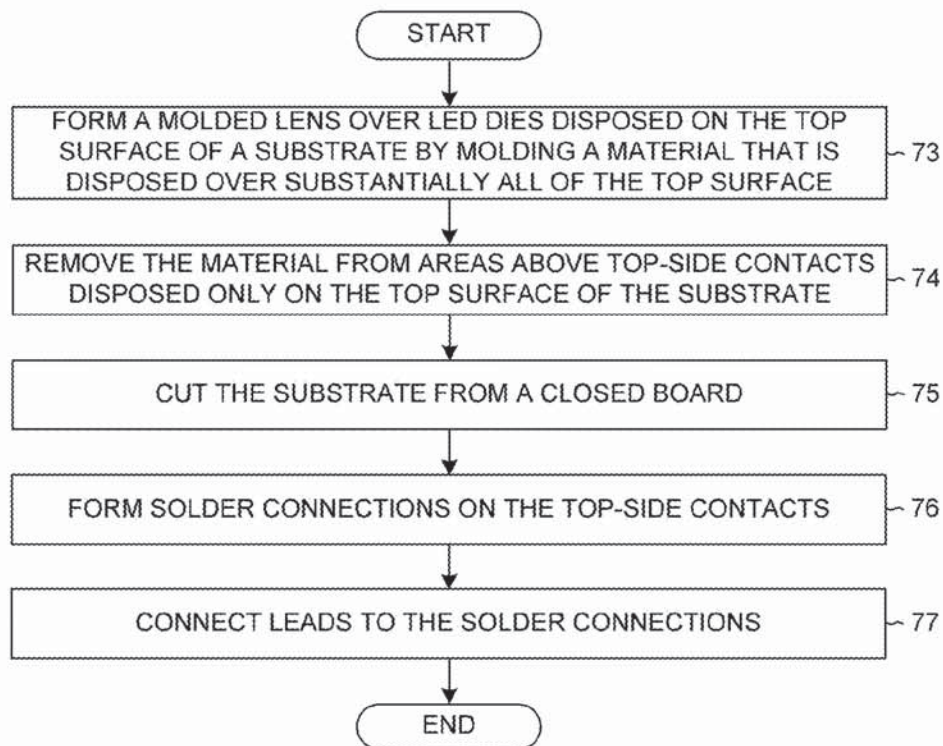 START
FORM A MOLDED LENS OVER LED DIES DISPOSED ON THE TOP
SURFACE OF A SUBSTRATE BY MOLDING A MATERIAL THAT IS
DISPOSED OVER SUBSTANTIALLY ALL OF THE TOP SURFACE
73
REMOVE THE MATERIAL FROM AREAS ABOVE TOP-SIDE CONTACTS
DISPOSED ONLY ON THE TOP SURFACE OF THE SUBSTRATE
74
CUT THE SUBSTRATE FROM A CLOSED BOARD
75
FORM SOLDER CONNECTIONS ON THE TOP-SIDE CONTACTS
76
CONNECT LEADS TO THE SOLDER CONNECTIONS
77
END